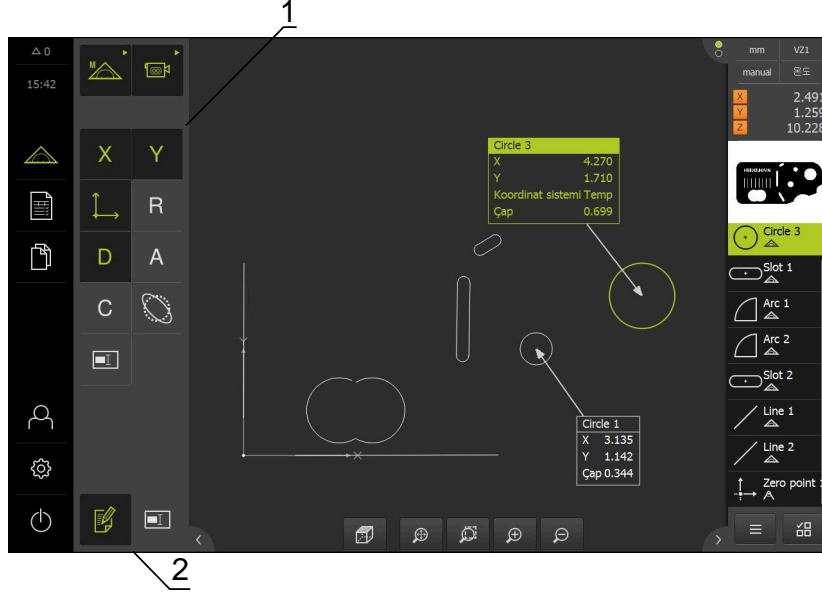 1
△ 0
15:42
M
X
Y
R
D
A
C
2
Circle 3
X 4.270
Y 1.710
Koordinat sistemi Temp
Çap 0.699
Circle 1
X 3.135
Y 1.142
Çap 0.344
Y
X
mm VZ1
manual 온도
X 2.491
Y 1.259
Z 10.228
HEIDENHAIN
Circle 3
Slot 1
Arc 1
Arc 2
Slot 2
Line 1
Line 2
Zero point